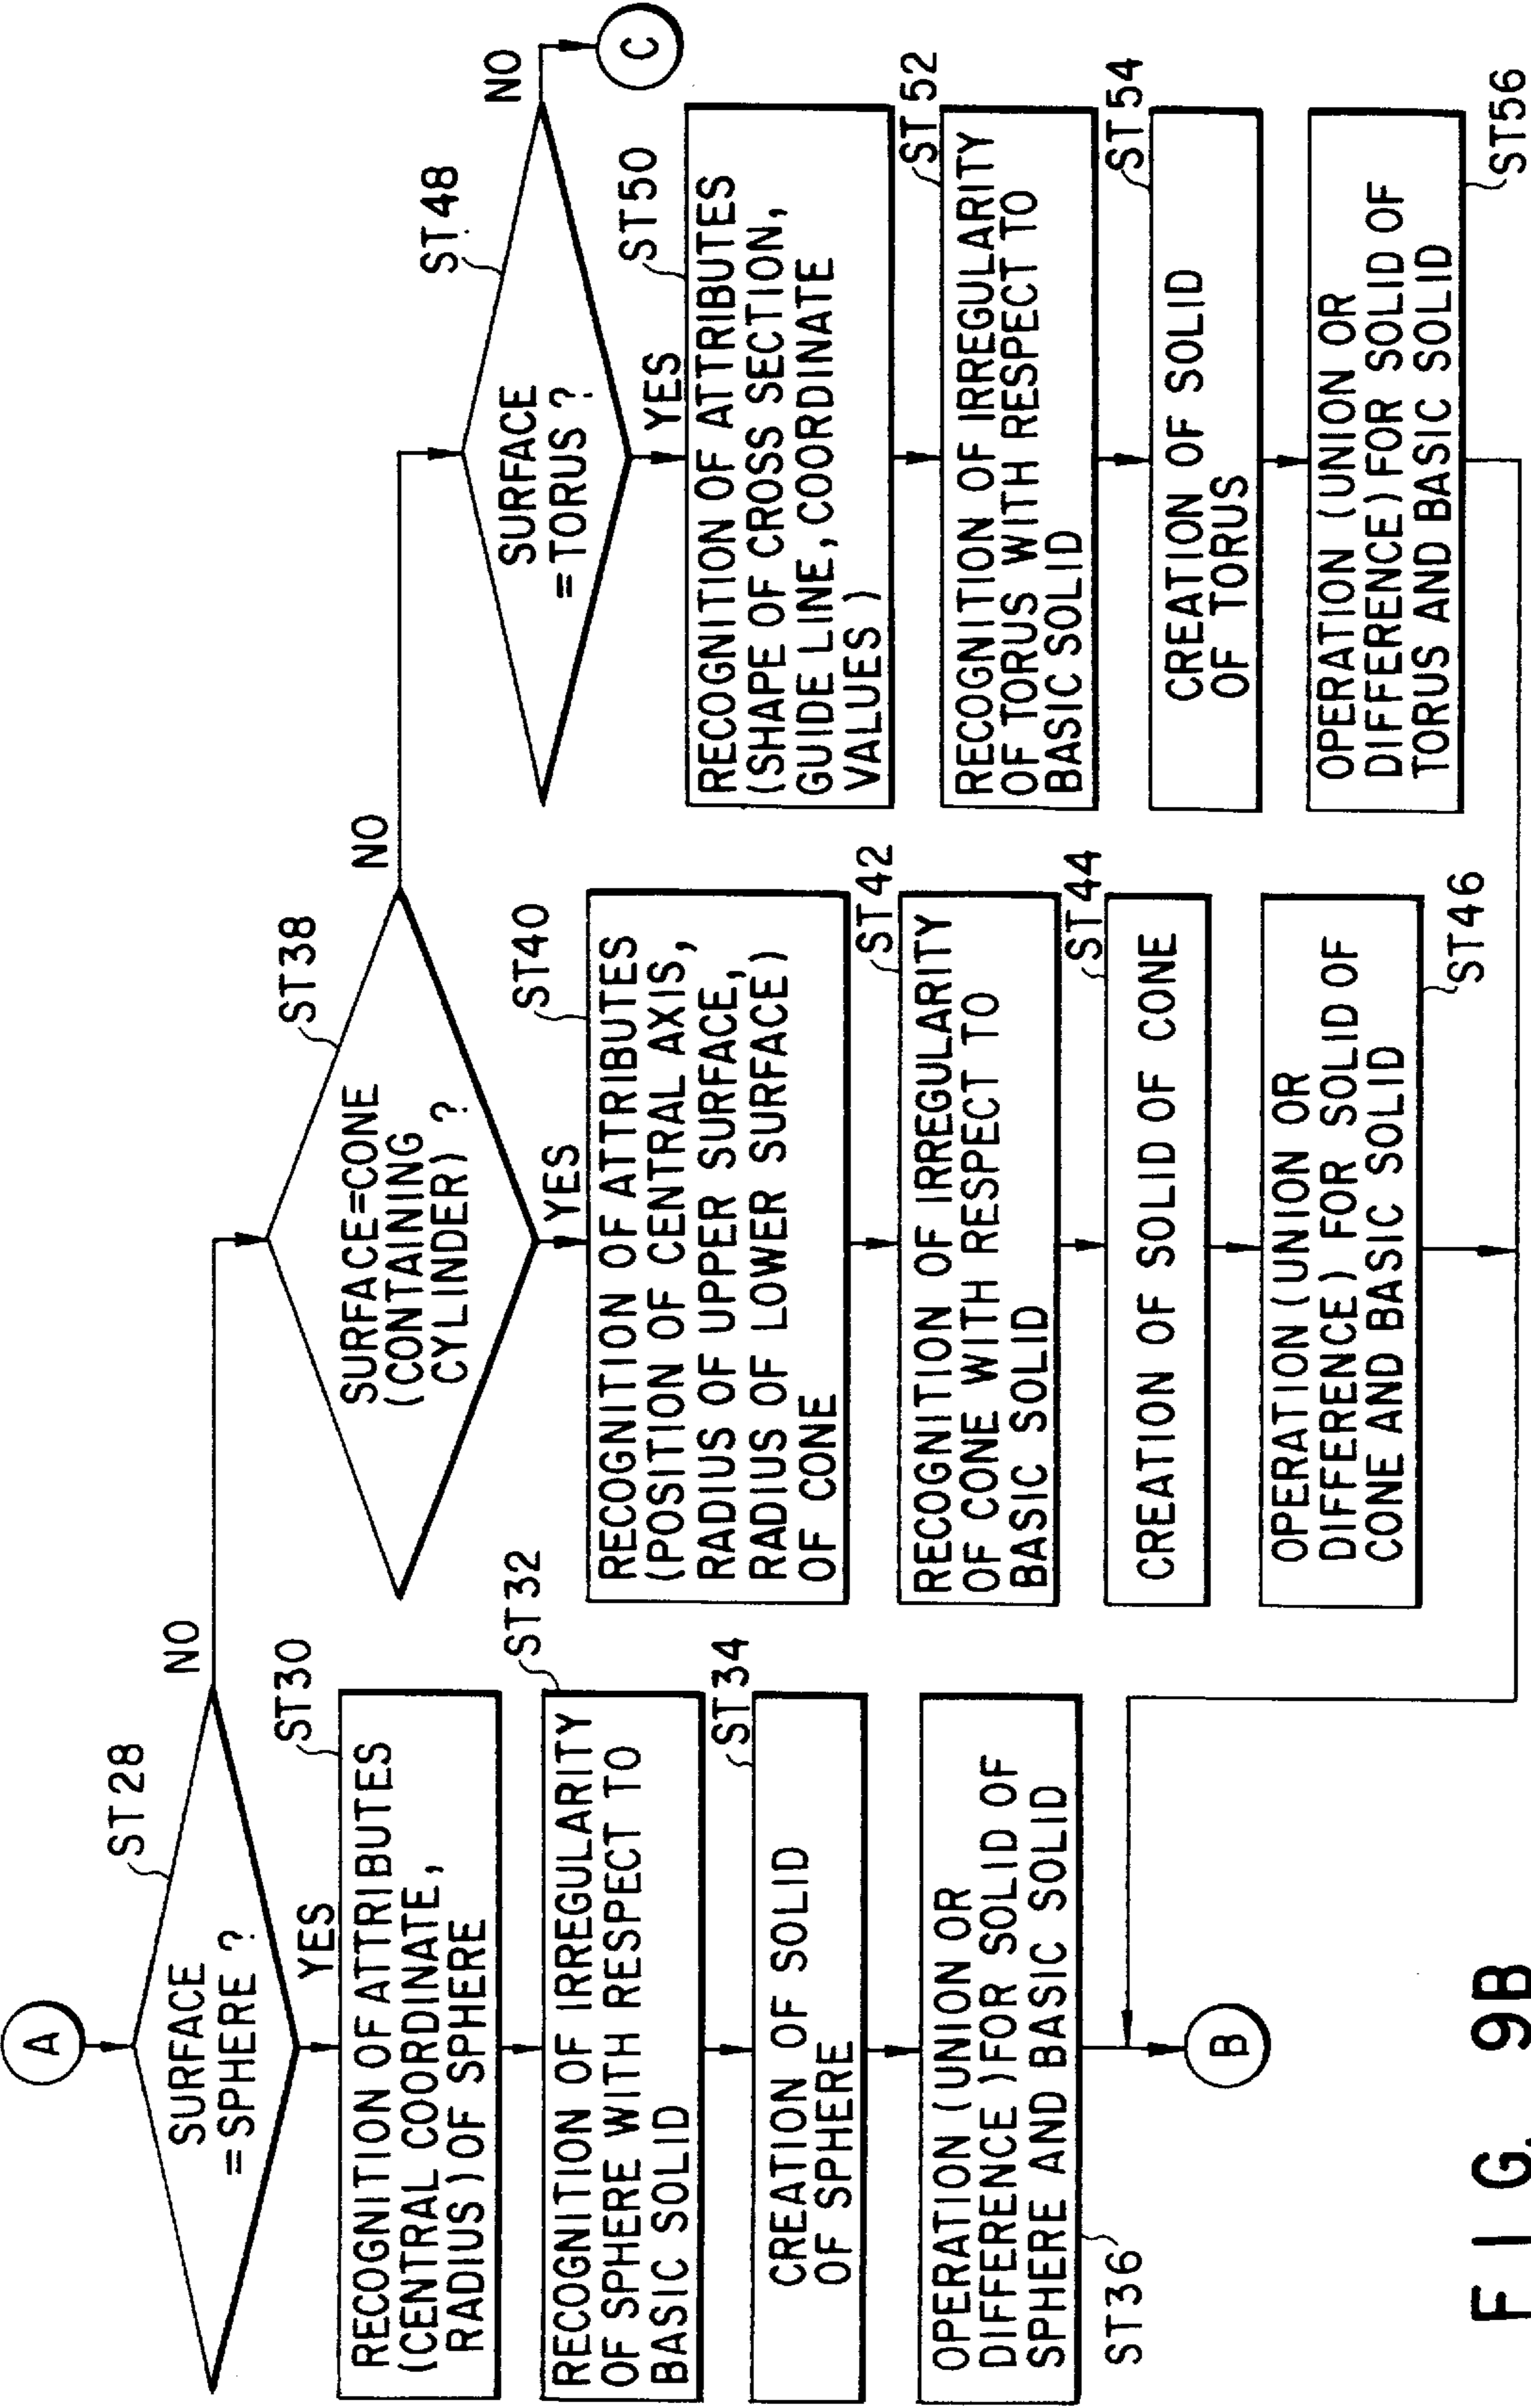 A
SURFACE
= SPHERE ?
ST28
NO
YES
ST30
RECOGNITION OF ATTRIBUTES
(CENTRAL COORDINATE,
RADIUS) OF SPHERE
ST32
RECOGNITION OF IRREGULARITY
OF SPHERE WITH RESPECT TO
BASIC SOLID
ST34
CREATION OF SOLID
OF SPHERE
OPERATION (UNION OR
DIFFERENCE) FOR SOLID OF
SPHERE AND BASIC SOLID
ST36
B
ST38
SURFACE=CONE
(CONTAINING
CYLINDER) ?
NO
YES
ST40
RECOGNITION OF ATTRIBUTES
(POSITION OF CENTRAL AXIS,
RADIUS OF UPPER SURFACE,
RADIUS OF LOWER SURFACE)
OF CONE
ST42
RECOGNITION OF IRREGULARITY
OF CONE WITH RESPECT TO
BASIC SOLID
ST44
CREATION OF SOLID OF CONE
OPERATION (UNION OR
DIFFERENCE) FOR SOLID OF
CONE AND BASIC SOLID
ST46
ST48
SURFACE
= TORUS ?
NO
C
YES
ST50
RECOGNITION OF ATTRIBUTES
(SHAPE OF CROSS SECTION,
GUIDE LINE, COORDINATE
VALUES)
ST52
RECOGNITION OF IRREGULARITY
OF TORUS WITH RESPECT TO
BASIC SOLID
ST54
CREATION OF SOLID
OF TORUS
OPERATION (UNION OR
DIFFERENCE) FOR SOLID OF
TORUS AND BASIC SOLID
ST56
FIG. 9B